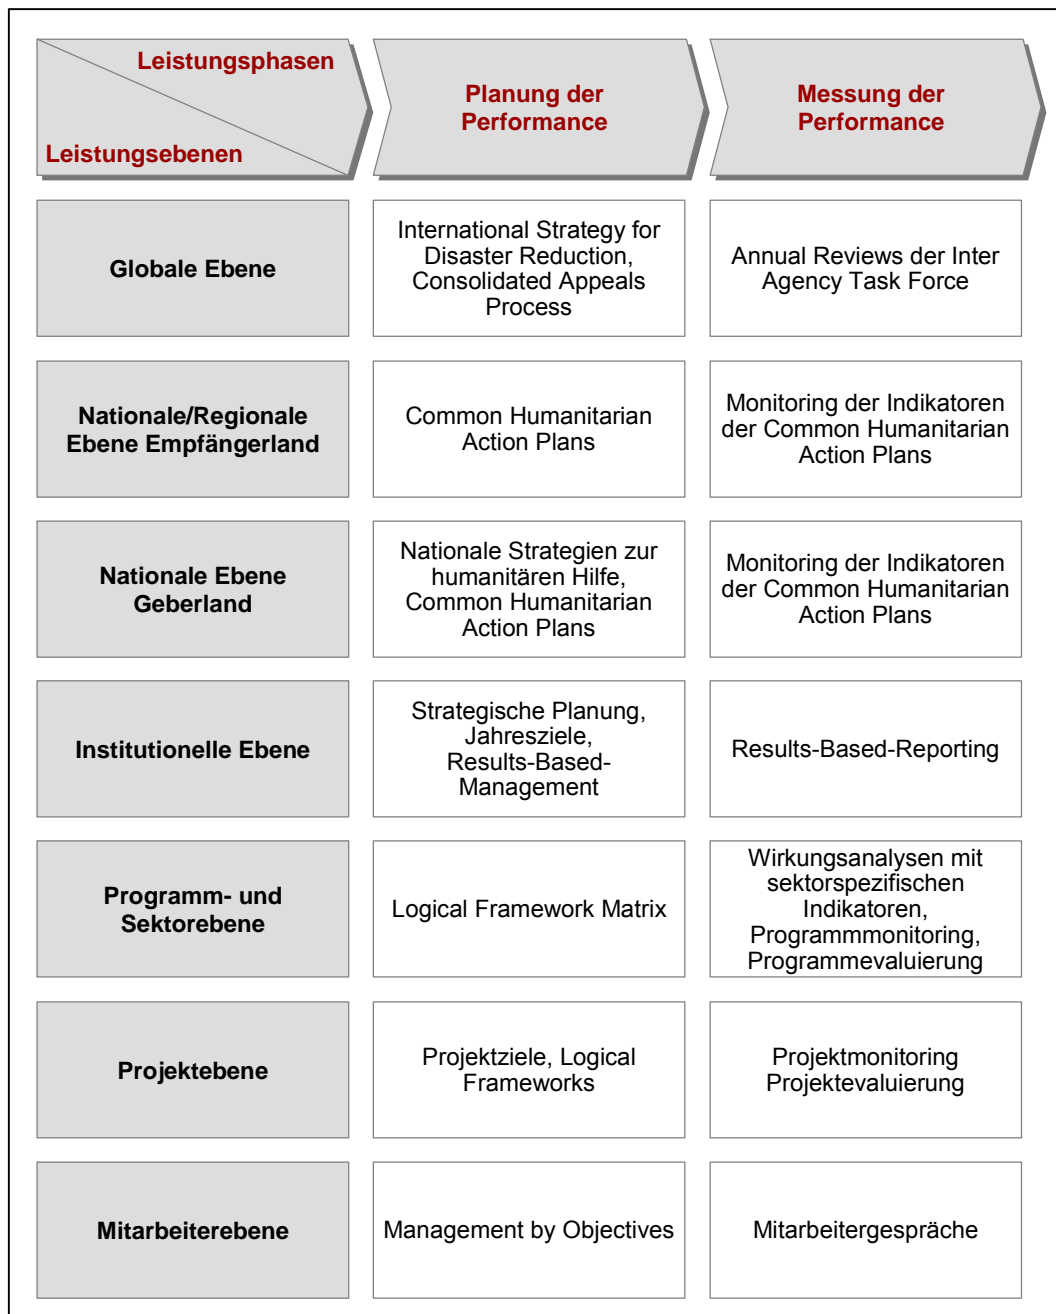 Leistungsphasen
Leistungsebenen
Planung der
Performance
Messung der
Performance
Globale Ebene
International Strategy for
Disaster Reduction,
Consolidated Appeals
Process
Annual Reviews der Inter
Agency Task Force
Nationale/Regionale
Ebene Empfängerland
Common Humanitarian
Action Plans
Monitoring der Indikatoren
der Common Humanitarian
Action Plans
Nationale Ebene
Geberland
Nationale Strategien zur
humanitären Hilfe,
Common Humanitarian
Action Plans
Monitoring der Indikatoren
der Common Humanitarian
Action Plans
Institutionelle Ebene
Strategische Planung,
Jahresziele,
Results-Based-
Management
Results-Based-Reporting
Programm- und
Sektorebene
Logical Framework Matrix
Wirkungsanalysen mit
sektorspezifischen
Indikatoren,
Programmmonitoring,
Programmevaluierung
Projektebene
Projektziele, Logical
Frameworks
Projektmonitoring
Projektevaluierung
Mitarbeiterebene
Management by Objectives
Mitarbeitergespräche